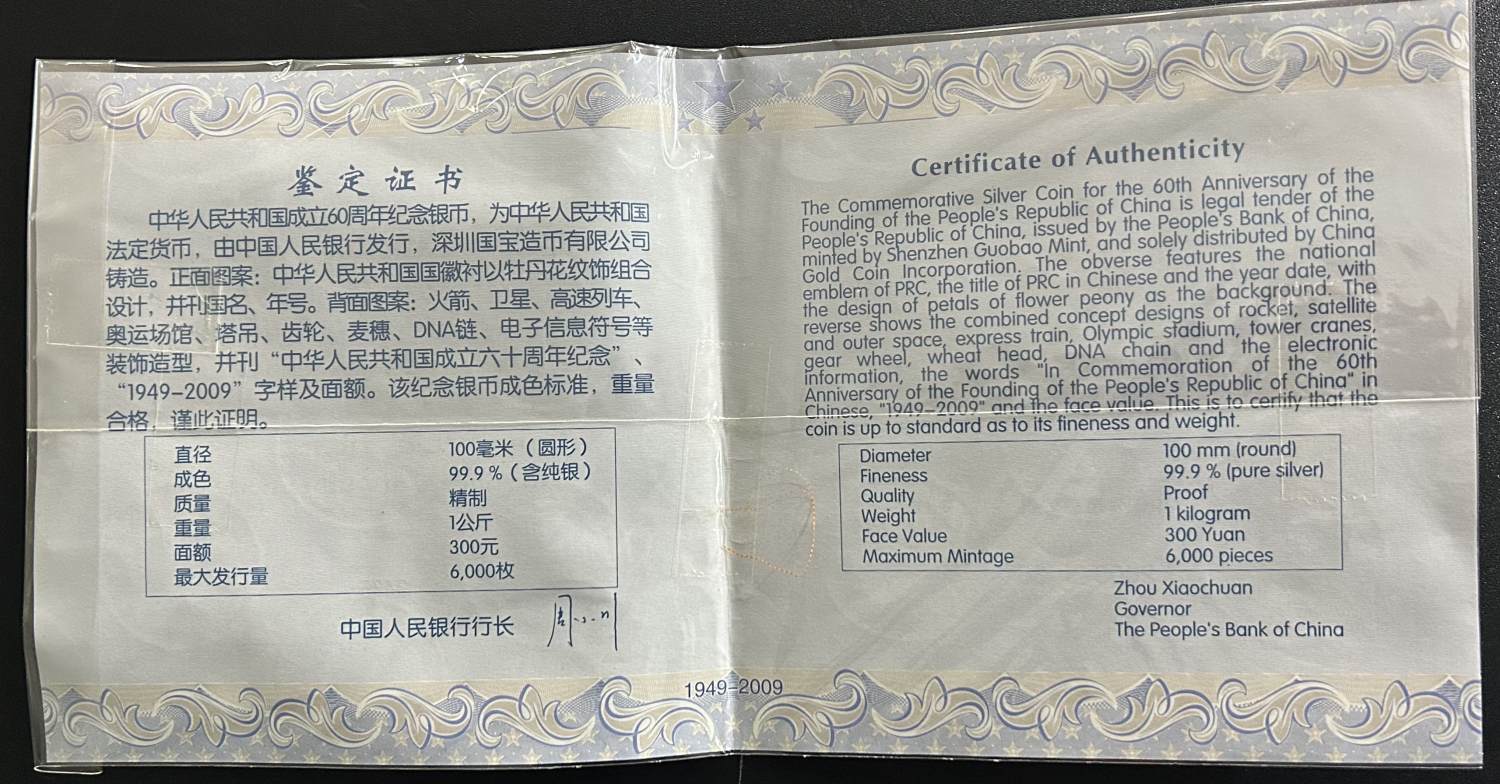 鉴定证书
中华人民共和国成立60周年纪念银币，为中华人民共和国
法定货币，由中国人民银行发行，深圳国宝造币有限公司
铸造。正面图案：中华人民共和国国徽衬以牡丹花纹饰组合
设计，并刊国名、年号。背面图案：火箭、卫星、高速列车、
奥运场馆、塔吊、齿轮、麦穗、DNA链、电子信息符号等
装饰造型，并刊“中华人民共和国成立六十周年纪念”、
“1949-2009”字样及面额。该纪念银币成色标准，重量
合格，谨此证明。
直径 100毫米（圆形）
成色 99.9%（含纯银）
质量 精制
重量 1公斤
面额 300元
最大发行量 6,000枚
中国人民银行行长 周小川
Certificate of Authenticity
The Commemorative Silver Coin for the 60th Anniversary of the
Founding of the People's Republic of China is legal tender of the
People's Republic of China, issued by the People's Bank of China,
minted by Shenzhen Guobao Mint, and solely distributed by China
Gold Coin Incorporation. The obverse features the national
emblem of PRC, the title of PRC in Chinese and the year date, with
the design of petals of flower peony as the background. The
reverse shows the combined concept designs of rocket, satellite
and outer space, express train, Olympic stadium, tower cranes,
gear wheel, wheat head, DNA chain and the electronic
information, the words "In Commemoration of the 60th
Anniversary of the Founding of the People's Republic of China" in
Chinese, "1949-2009" and the face value. This is to certify that the
coin is up to standard as to its fineness and weight.
Diameter 100 mm (round)
Fineness 99.9 % (pure silver)
Quality Proof
Weight 1 kilogram
Face Value 300 Yuan
Maximum Mintage 6,000 pieces
Zhou Xiaochuan
Governor
The People's Bank of China
1949-2009